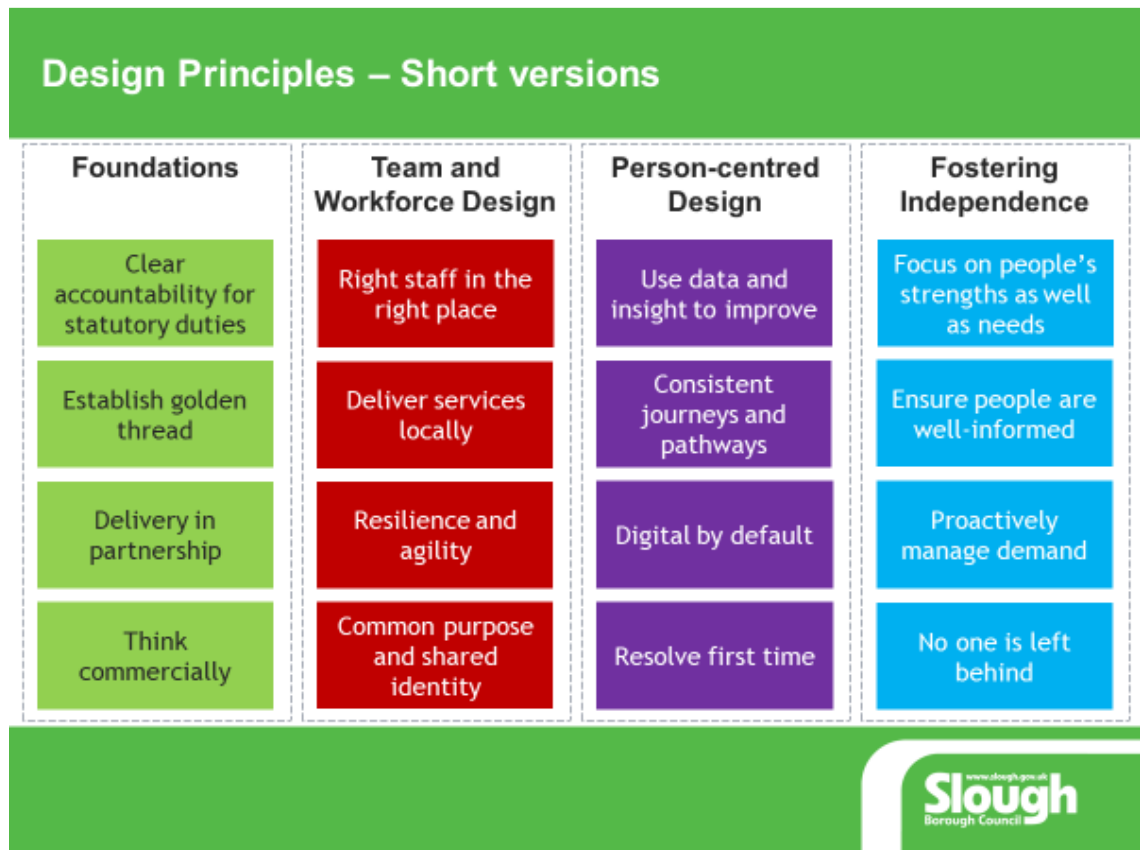 Design Principles – Short versions
Foundations
Clear
accountability for
statutory duties
Establish golden
thread
Delivery in
partnership
Think
commercially
Team and
Workforce Design
Right staff in the
right place
Deliver services
locally
Resilience and
agility
Common purpose
and shared
identity
Person-centred
Design
Use data and
insight to improve
Consistent
journeys and
pathways
Digital by default
Resolve first time
Fostering
Independence
Focus on people’s
strengths as well
as needs
Ensure people are
well-informed
Proactively
manage demand
No one is left
behind
www.slough.gov.uk
Slough
Borough Council